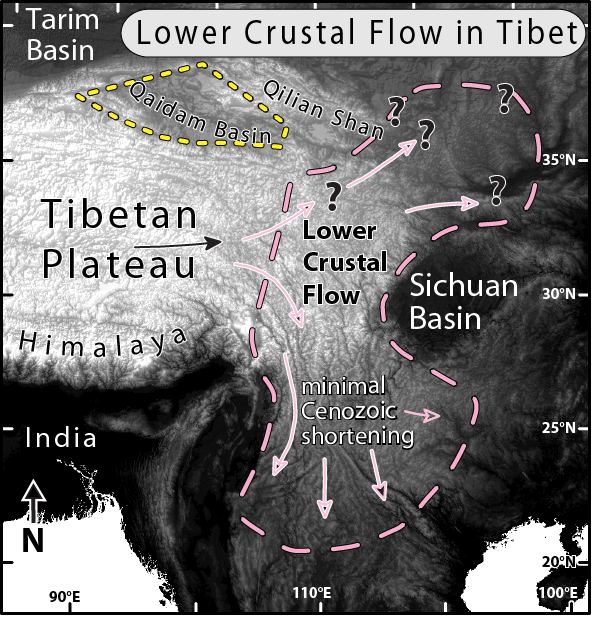 Tarim
Basin
Lower Crustal Flow in Tibet
Qaidam Basin
Qilian Shan
?
?
?
35°N
?
?
Tibetan
Plateau
Lower
Crustal
Flow
Sichuan
Basin
30°N
Himalaya
minimal
Cenozoic
shortening
India
25°N
N
20°N
90°E
110°E
100°E